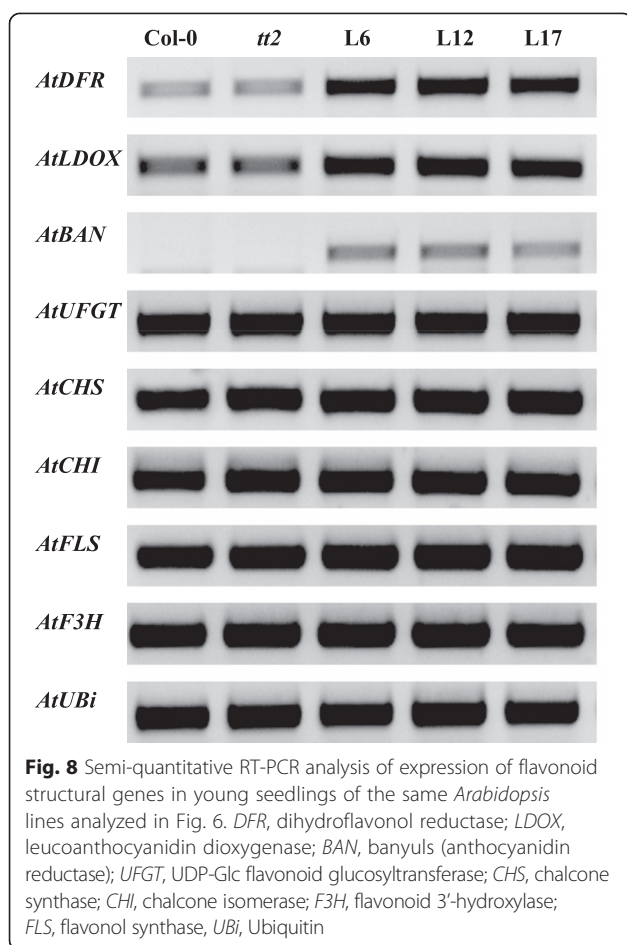 Col-0 tt2 L6 L12 L17
AtDFR
AtLDOX
AtBAN
AtUFGT
AtCHS
AtCHI
AtFLS
AtF3H
AtUBi
Fig. 8 Semi-quantitative RT-PCR analysis of expression of flavonoid
structural genes in young seedlings of the same Arabidopsis
lines analyzed in Fig. 6. DFR, dihydroflavonol reductase; LDOX,
leucoanthocyanidin dioxygenase; BAN, banyuls (anthocyanidin
reductase); UFGT, UDP-Glc flavonoid glucosyltransferase; CHS, chalcone
synthase; CHI, chalcone isomerase; F3H, flavonoid 3’-hydroxylase;
FLS, flavonol synthase, UBi, Ubiquitin